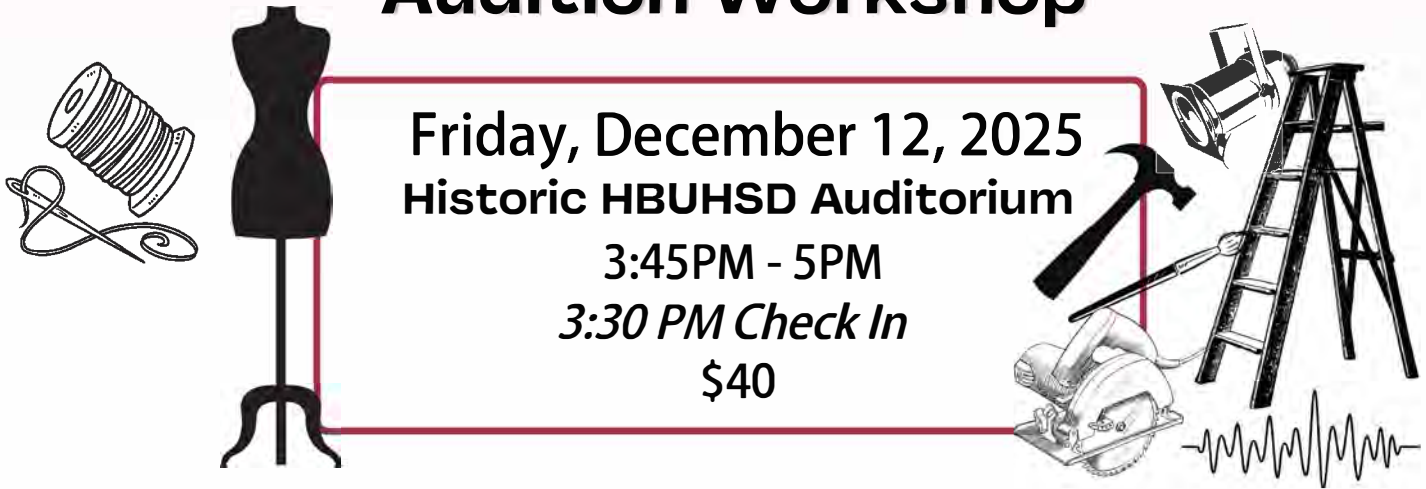 Audition Workshop
Friday, December 12, 2025
Historic HBUHSD Auditorium
3:45PM - 5PM
3:30 PM Check In
$40